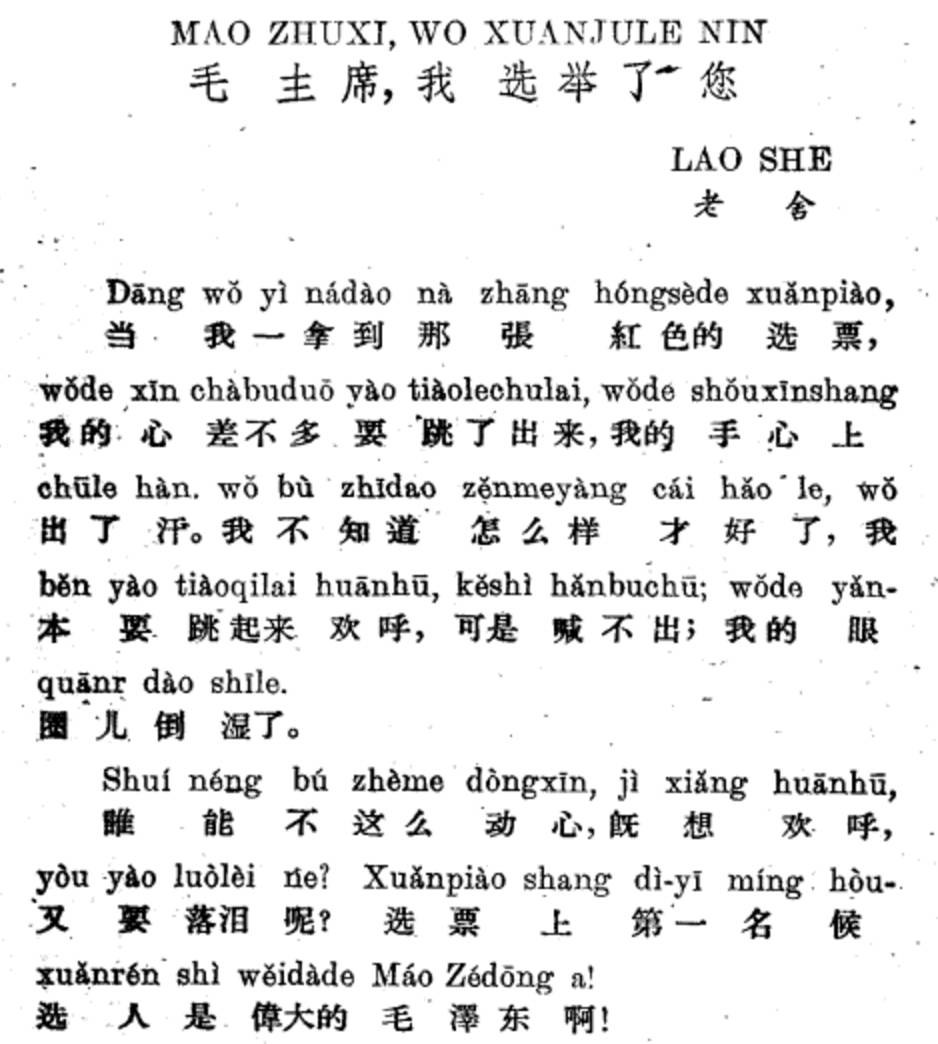 MAO ZHUXI, WO XUANJULE NIN
毛主席,我选举了您
LAO SHE
老舍
Dāng wǒ yì nádào nà zhāng hóngsède xuǎnpiào,
当我一拿到那張紅色的选票,
wǒde xīn chàbuduō yào tiàolechulai, wǒde shǒuxīnshang
我的心差不多要跳了出来,我的手心上
chūle hàn. wǒ bù zhīdao zěnmeyàng cái hǎo le, wǒ
出了汗。我不知道怎么样才好了,我
běn yào tiàoqilai huānhū, kěshì hǎnbuchū; wǒde yǎn-
本要跳起来欢呼,可是喊不出;我的眼
quānr dào shīle.
圈儿倒湿了。
Shuí néng bú zhème dòngxīn, jì xiǎng huānhū,
誰能不这么动心,既想欢呼,
yòu yào luòlèi ne? Xuǎnpiào shang dì-yī míng hòu-
又要落泪呢?选票上第一名候
xuǎnrén shì wěidàde Máo Zédōng a!
选人是偉大的毛澤东啊!